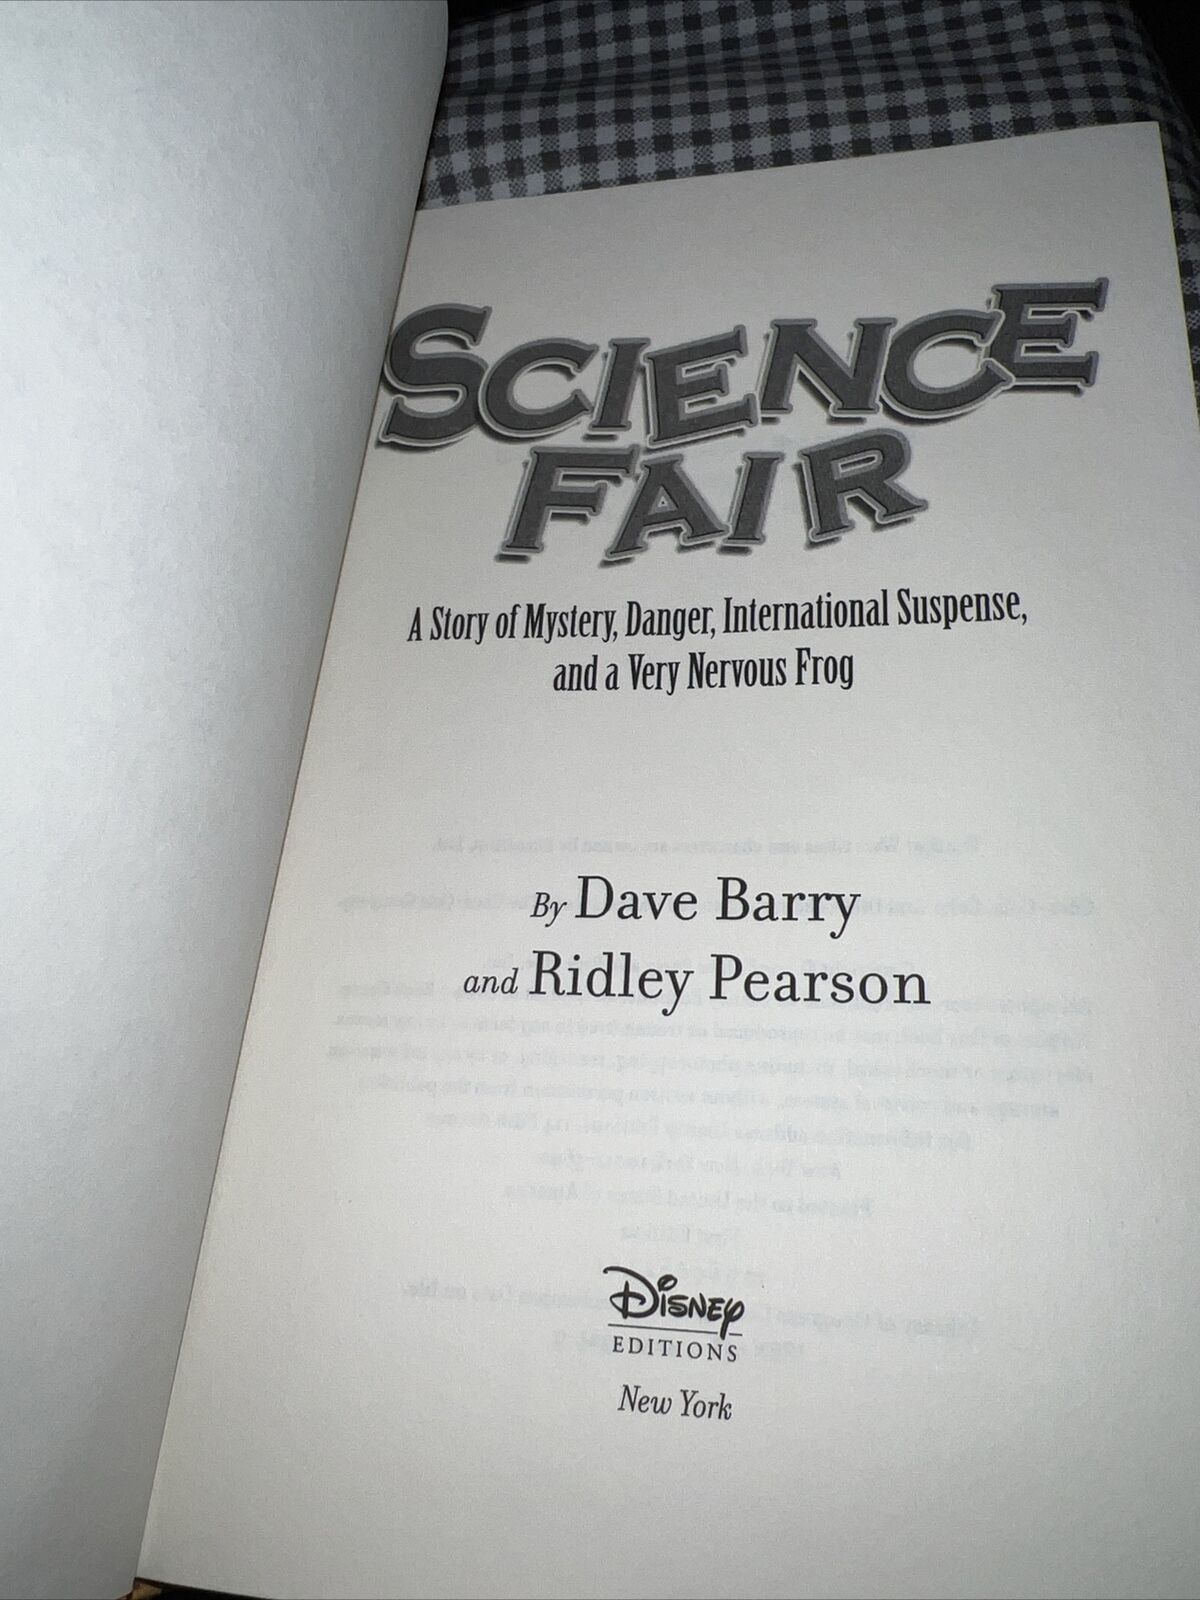 SCIENCE
FAIR
A Story of Mystery, Danger, International Suspense,
and a Very Nervous Frog
By Dave Barry
and Ridley Pearson
Disney
EDITIONS
New York